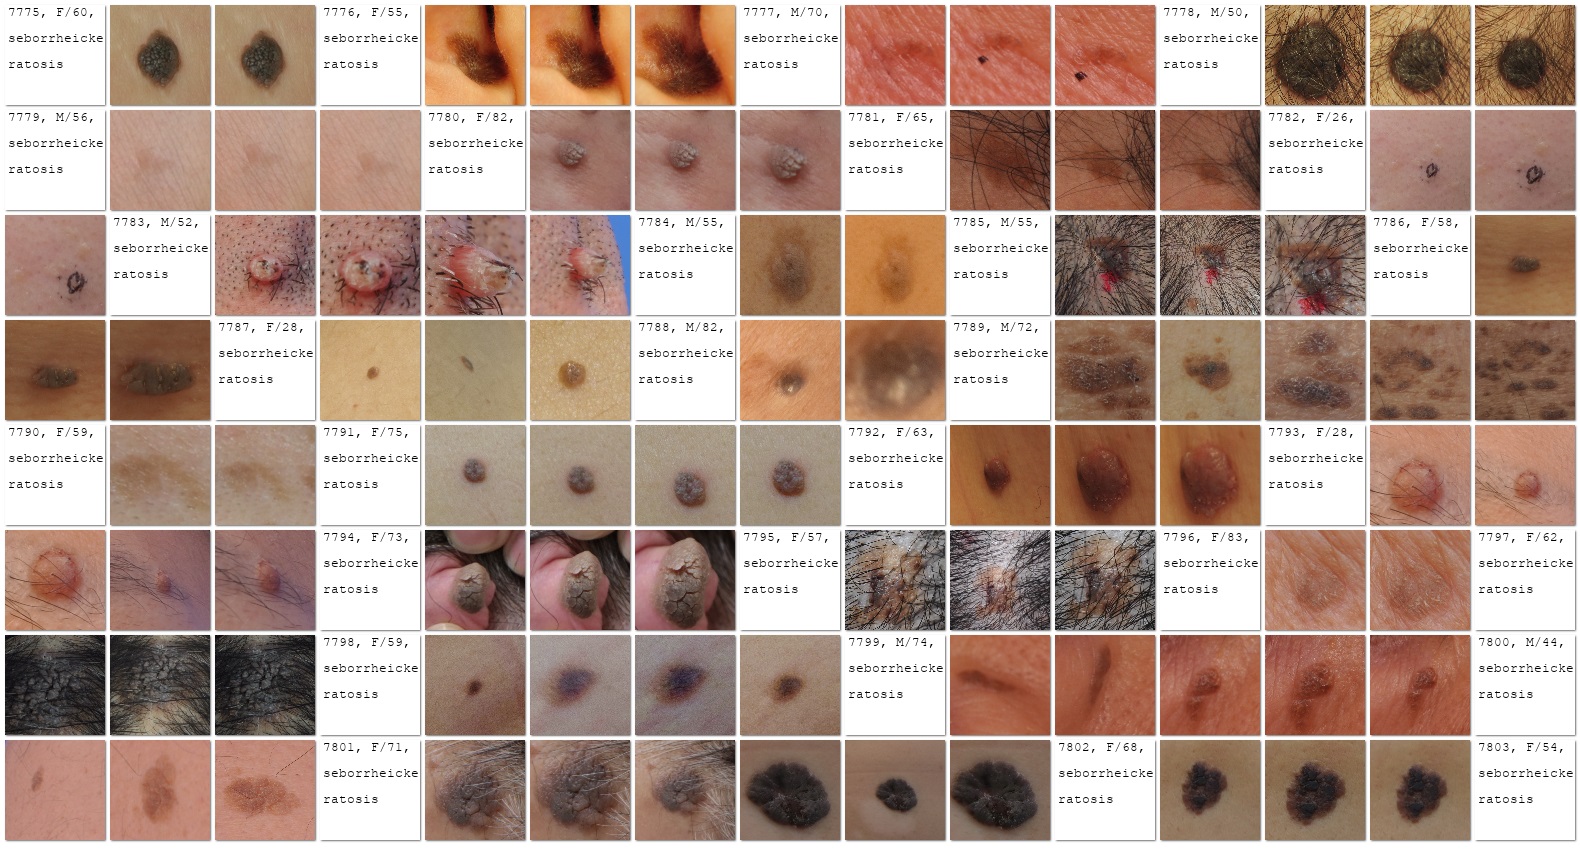 7775, F/60,
seborrheicke
ratosis
7776, F/55,
seborrheicke
ratosis
7777, M/70,
seborrheicke
ratosis
7778, M/50,
seborrheicke
ratosis
7779, M/56,
seborrheicke
ratosis
7780, F/82,
seborrheicke
ratosis
7781, F/65,
seborrheicke
ratosis
7782, F/26,
seborrheicke
ratosis
7783, M/52,
seborrheicke
ratosis
7784, M/55,
seborrheicke
ratosis
7785, M/55,
seborrheicke
ratosis
7786, F/58,
seborrheicke
ratosis
7787, F/28,
seborrheicke
ratosis
7788, M/82,
seborrheicke
ratosis
7789, M/72,
seborrheicke
ratosis
7790, F/59,
seborrheicke
ratosis
7791, F/75,
seborrheicke
ratosis
7792, F/63,
seborrheicke
ratosis
7793, F/28,
seborrheicke
ratosis
7794, F/73,
seborrheicke
ratosis
7795, F/57,
seborrheicke
ratosis
7796, F/83,
seborrheicke
ratosis
7797, F/62,
seborrheicke
ratosis
7798, F/59,
seborrheicke
ratosis
7799, M/74,
seborrheicke
ratosis
7800, M/44,
seborrheicke
ratosis
7801, F/71,
seborrheicke
ratosis
7802, F/68,
seborrheicke
ratosis
7803, F/54,
seborrheicke
ratosis